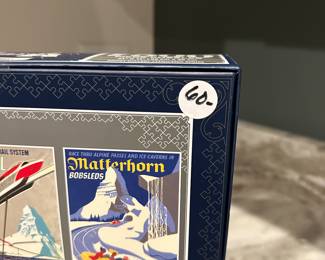 60-
RAIL SYSTEM
RACE THRU ALPINE PASSES AND ICE CAVERNS IN
Matterhorn
BOBSLEDS